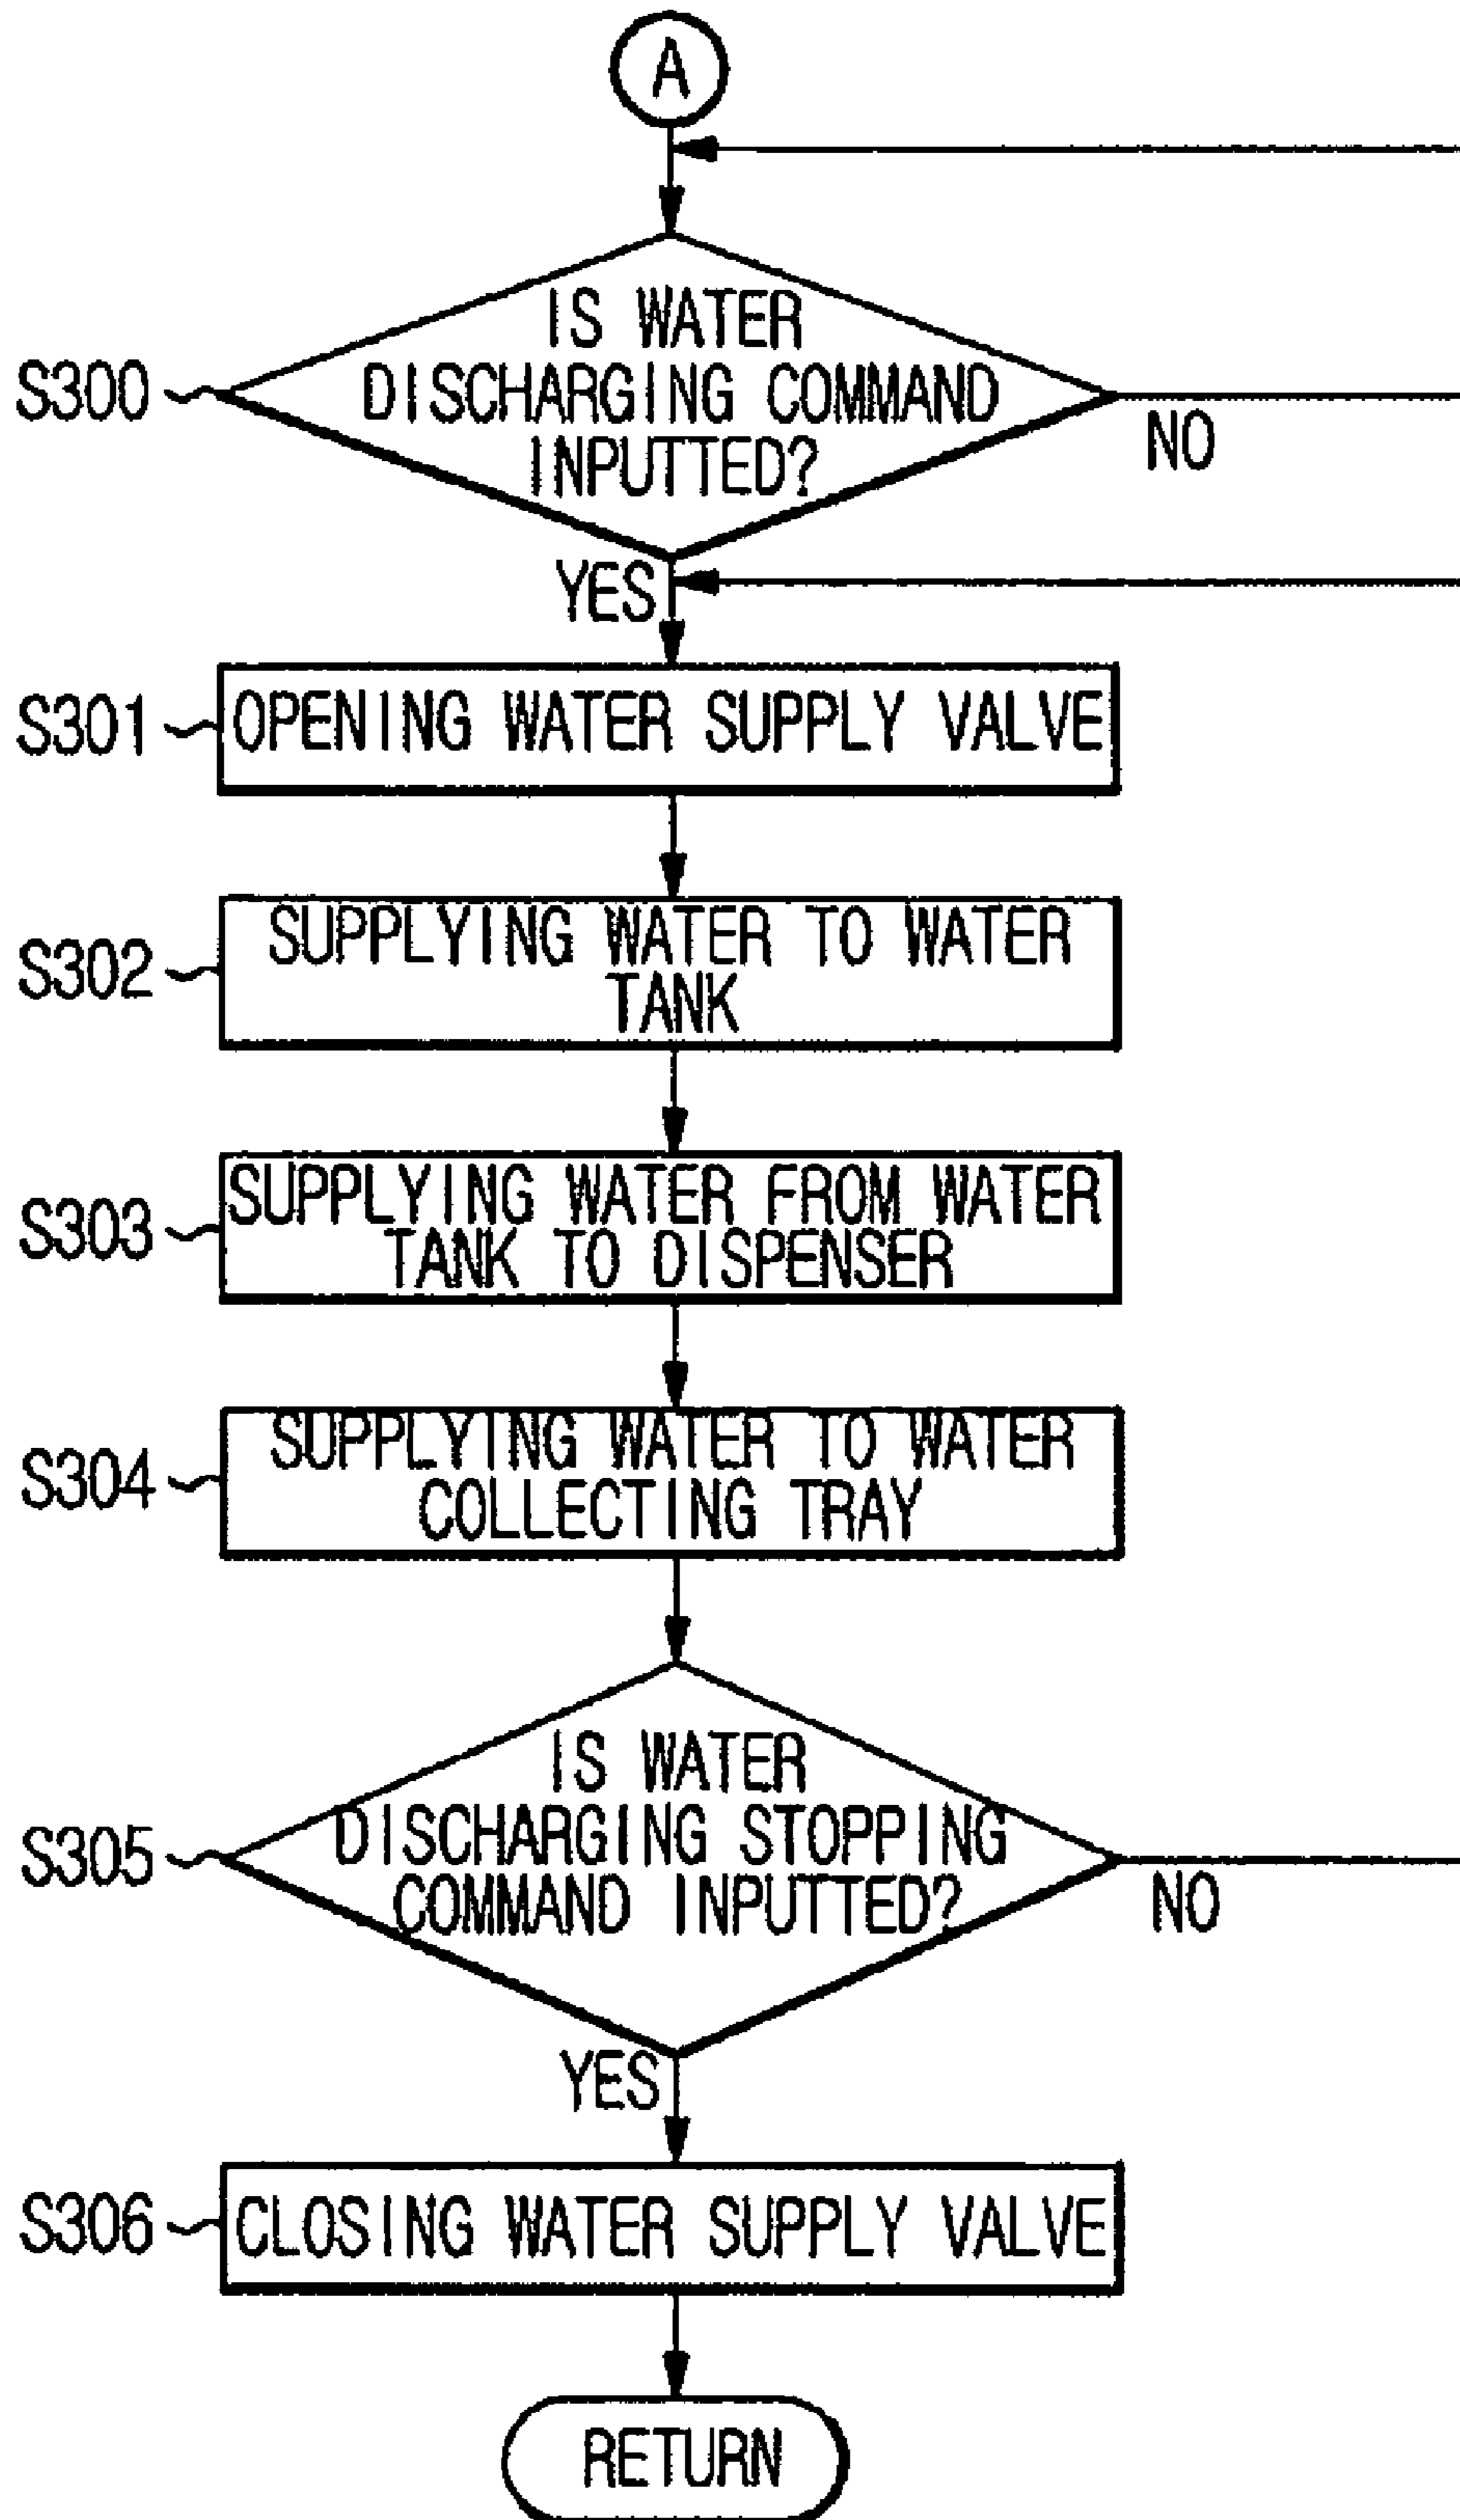 A
IS WATER
DISCHARGING COMMAND
INPUTTED?
S300
NO
YES
S301
OPENING WATER SUPPLY VALVE
S302
SUPPLYING WATER TO WATER
TANK
S303
SUPPLYING WATER FROM WATER
TANK TO DISPENSER
S304
SUPPLYING WATER TO WATER
COLLECTING TRAY
IS WATER
DISCHARGING STOPPING
COMMAND INPUTTED?
S305
NO
YES
S306
CLOSING WATER SUPPLY VALVE
RETURN